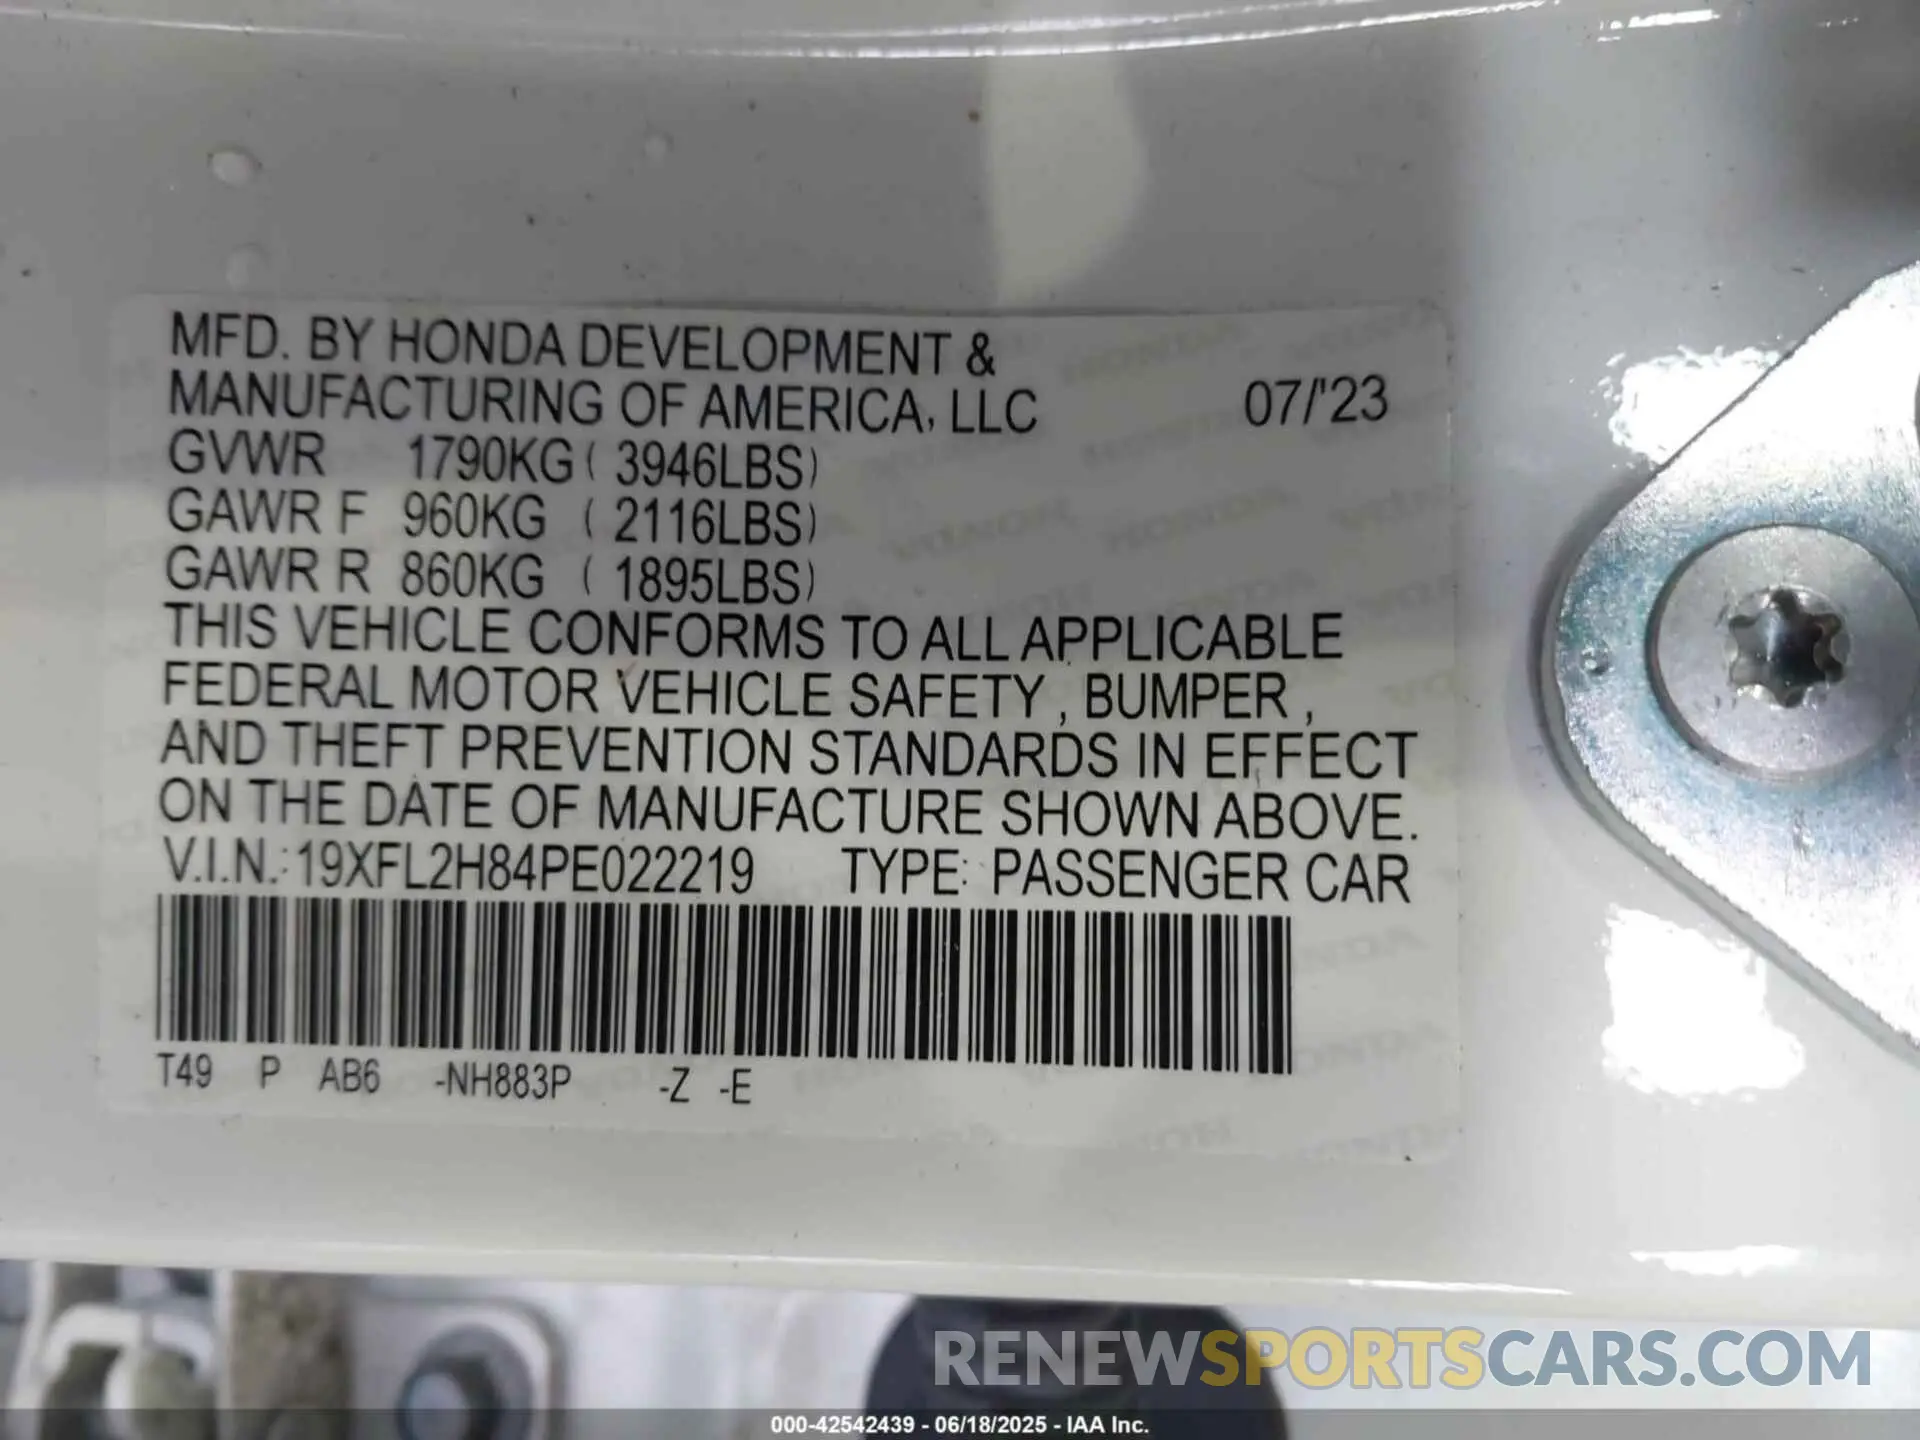 MFD. BY HONDA DEVELOPMENT &
MANUFACTURING OF AMERICA, LLC 07/'23
GVWR 1790KG ( 3946LBS)
GAWR F 960KG ( 2116LBS)
GAWR R 860KG ( 1895LBS)
THIS VEHICLE CONFORMS TO ALL APPLICABLE
FEDERAL MOTOR VEHICLE SAFETY , BUMPER ,
AND THEFT PREVENTION STANDARDS IN EFFECT
ON THE DATE OF MANUFACTURE SHOWN ABOVE.
V.I.N.: 19XFL2H84PE022219 TYPE: PASSENGER CAR
T49 P AB6 -NH883P -Z -E
RENEWSPORTSCARS.COM
000-42542439 - 06/18/2025 - IAA Inc.